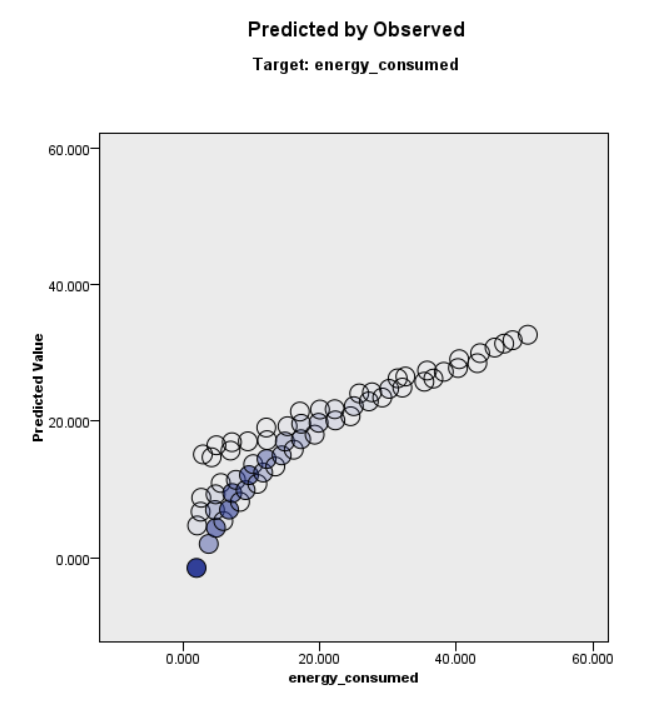 Predicted by Observed
Target: energy_consumed
60.000
40.000
20.000
0.000
Predicted Value
0.000 20.000 40.000 60.000
energy_consumed